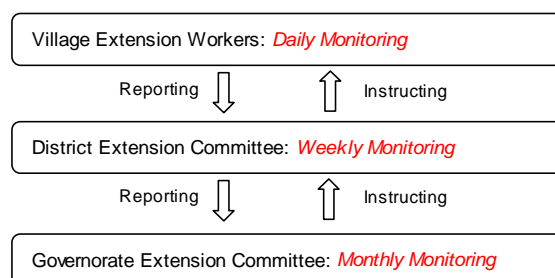 Village Extension Workers: Daily Monitoring
Reporting Instructing
District Extension Committee: Weekly Monitoring
Reporting Instructing
Governorate Extension Committee: Monthly Monitoring